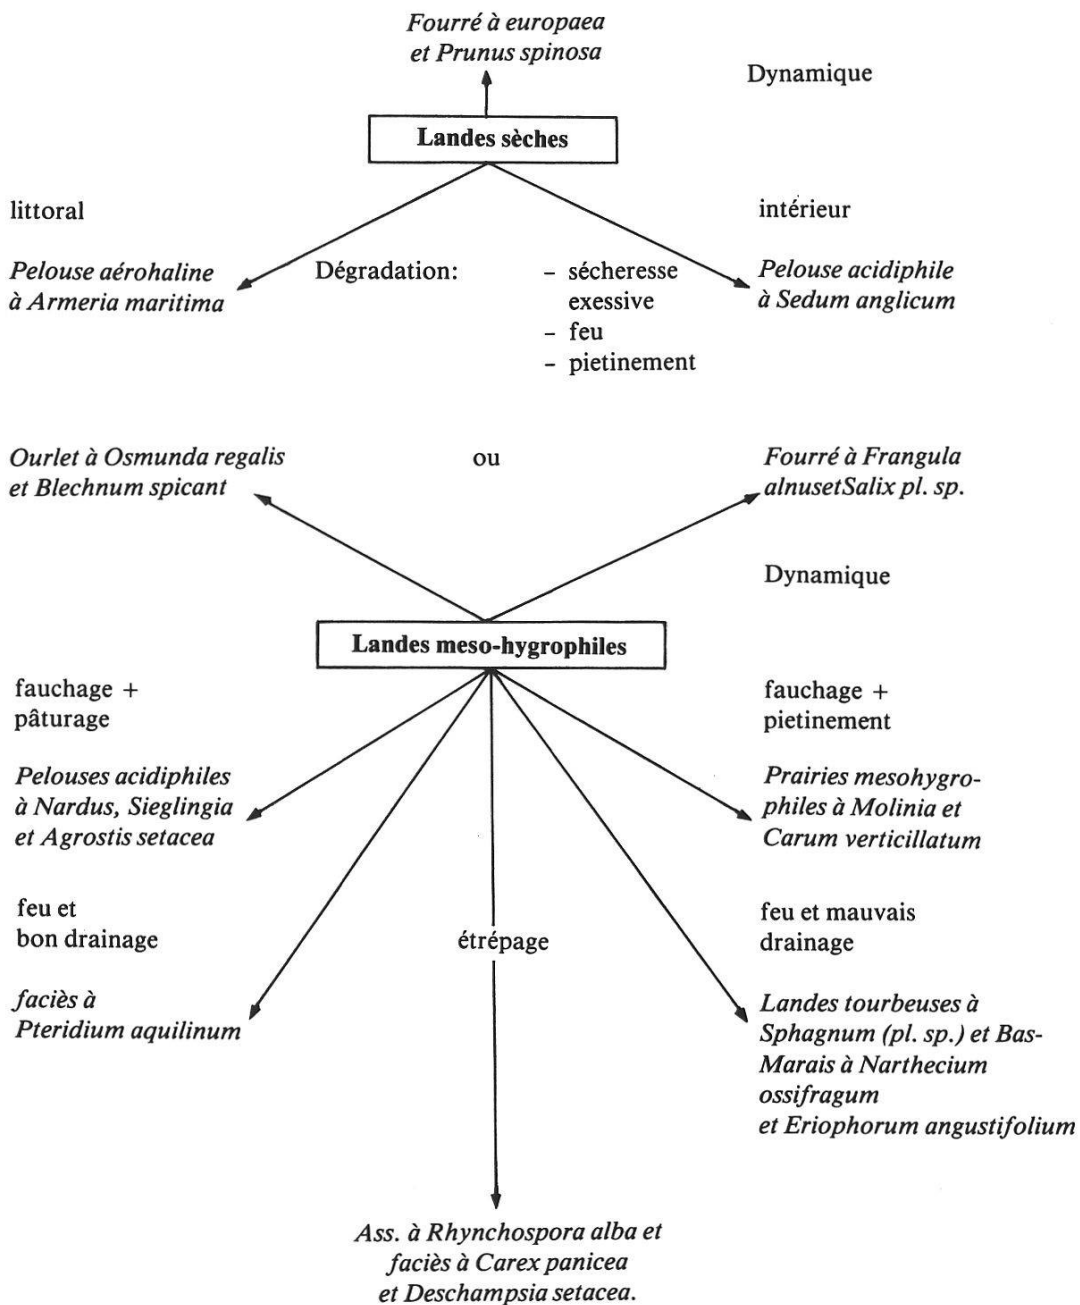 Fourré à europaea
et Prunus spinosa
Dynamique
Landes sèches
littoral
intérieur
Pelouse aérohaline
à Armeria maritima
Dégradation:
– sécheresse
exessive
– feu
– pietinement
Pelouse acidiphile
à Sedum anglicum
Ourlet à Osmunda regalis
et Blechnum spicant
ou
Fourré à Frangula
alnusetSalix pl. sp.
Dynamique
Landes meso-hygrophiles
fauchage +
pâturage
fauchage +
pietinement
Pelouses acidiphiles
à Nardus, Sieglingia
et Agrostis setacea
Prairies mesohygro-
philes à Molinia et
Carum verticillatum
feu et
bon drainage
étrépage
feu et mauvais
drainage
faciès à
Pteridium aquilinum
Landes tourbeuses à
Sphagnum (pl. sp.) et Bas-
Marais à Narthecium
ossifragum
et Eriophorum angustifolium
Ass. à Rhynchospora alba et
faciès à Carex panicea
et Deschampsia setacea.